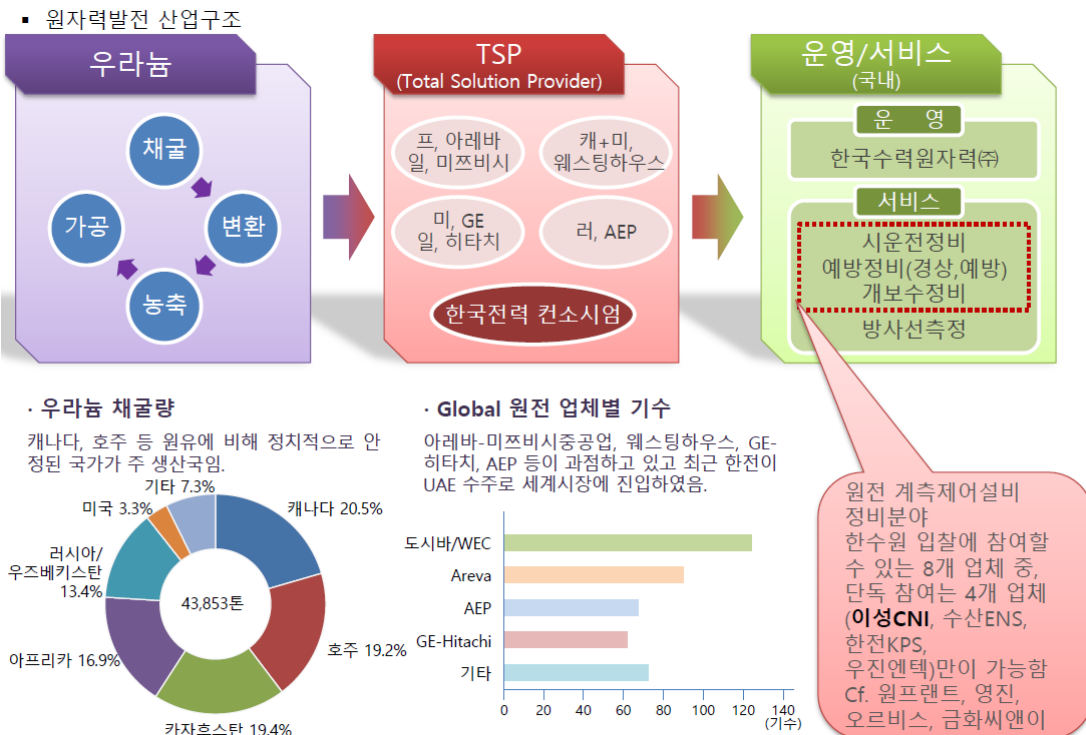 ▪ 원자력발전 산업구조
우라늄
채굴
변환
농축
가공
TSP
(Total Solution Provider)
프, 아레바
일, 미쯔비시
캐+미,
웨스팅하우스
미, GE
일, 히타치
러, AEP
한국전력 컨소시엄
운영/서비스
(국내)
운 영
한국수력원자력㈜
서비스
시운전정비
예방정비(경상,예방)
개보수정비
방사선측정
· 우라늄 채굴량
캐나다, 호주 등 원유에 비해 정치적으로 안
정된 국가가 주 생산국임.
기타 7.3%
미국 3.3%
캐나다 20.5%
러시아/
우즈베키스탄
13.4%
43,853톤
아프리카 16.9%
호주 19.2%
카자흐스탄 19.4%
· Global 원전 업체별 기수
아레바-미쯔비시중공업, 웨스팅하우스, GE-
히타치, AEP 등이 과점하고 있고 최근 한전이
UAE 수주로 세계시장에 진입하였음.
도시바/WEC
Areva
AEP
GE-Hitachi
기타
0 20 40 60 80 100 120 140
(기수)
원전 계측제어설비
정비분야
한수원 입찰에 참여할
수 있는 8개 업체 중,
단독 참여는 4개 업체
(이성CNI, 수산ENS,
한전KPS,
우진엔텍)만이 가능함
Cf. 원프랜트, 영진,
오르비스, 금화씨앤이